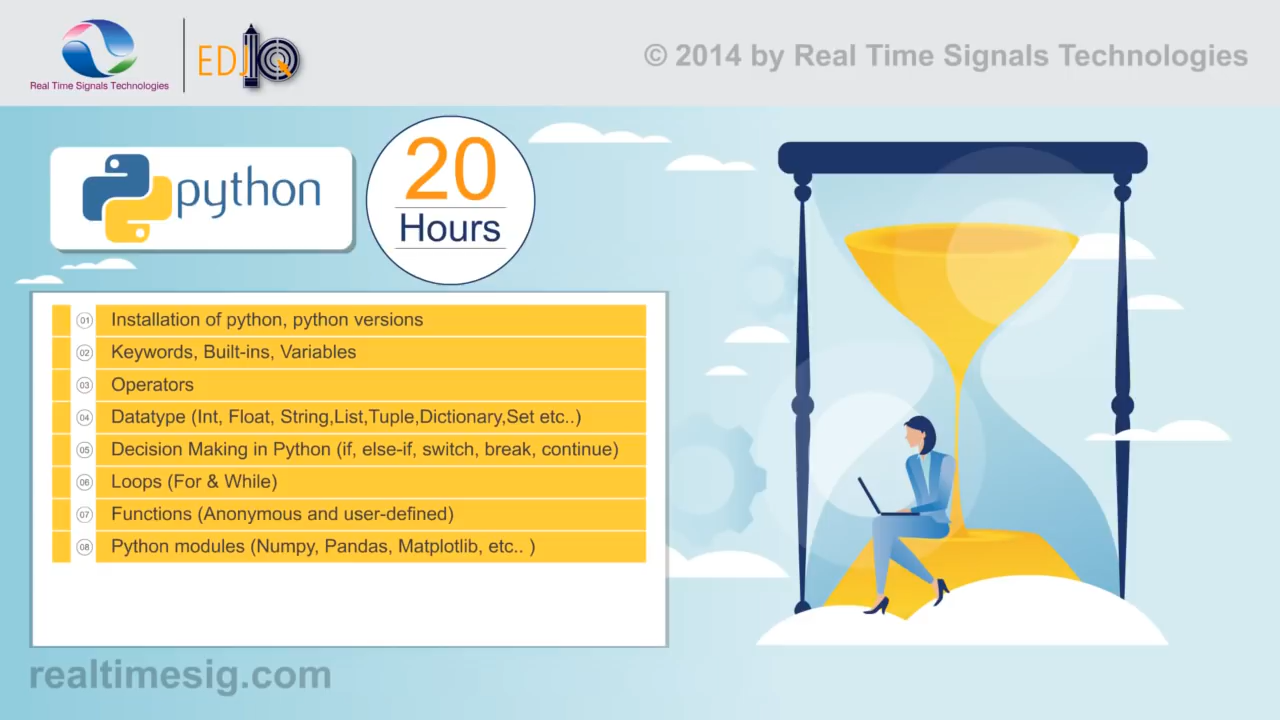 Real Time Signals Technologies
EDJIQ
© 2014 by Real Time Signals Technologies
python
20
Hours
01 Installation of python, python versions
02 Keywords, Built-ins, Variables
03 Operators
04 Datatype (Int, Float, String,List,Tuple,Dictionary,Set etc..)
05 Decision Making in Python (if, else-if, switch, break, continue)
06 Loops (For & While)
07 Functions (Anonymous and user-defined)
08 Python modules (Numpy, Pandas, Matplotlib, etc.. )
realtimesig.com